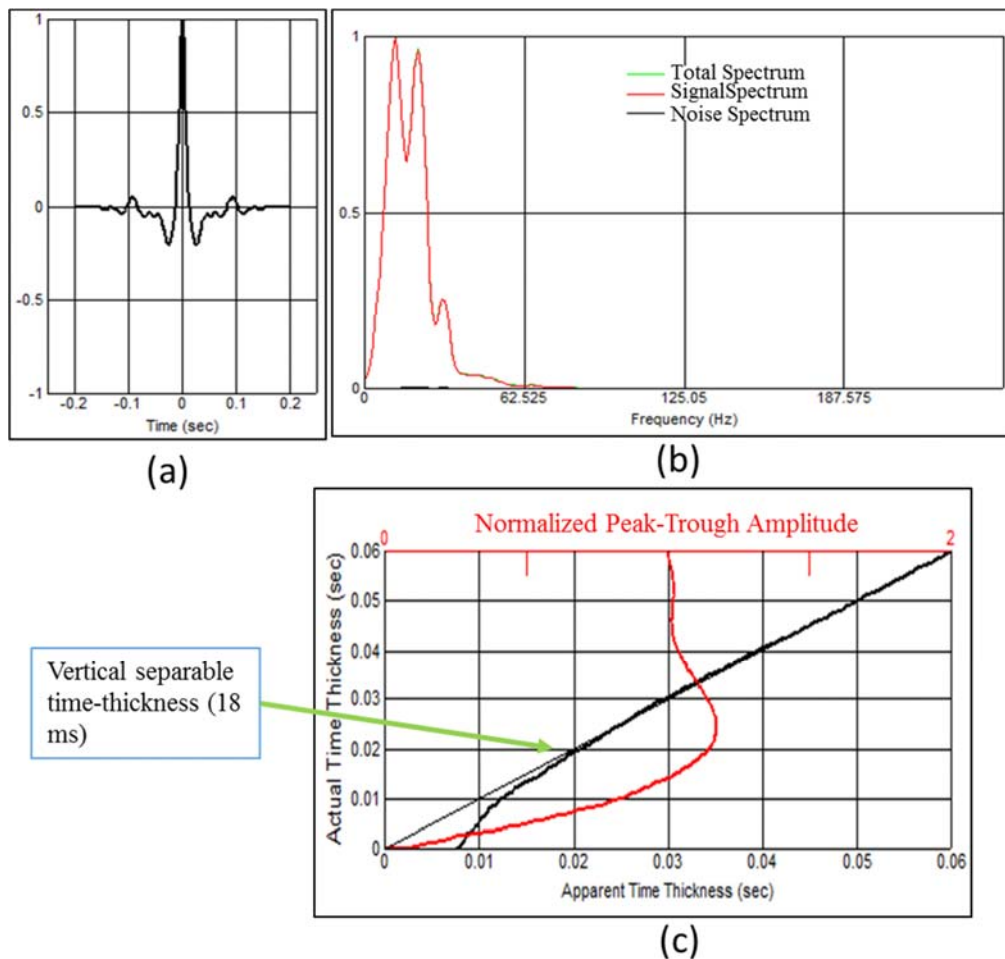 1
0.5
0
-0.5
-1
-0.2 -0.1 0 0.1 0.2
Time (sec)
(a)
1
0.5
0
Total Spectrum
SignalSpectrum
Noise Spectrum
0 62.525 125.05 187.575
Frequency (Hz)
(b)
Normalized Peak-Trough Amplitude
0 2
0.06
0.05
0.04
0.03
0.02
0.01
0
Actual Time Thickness (sec)
0 0.01 0.02 0.03 0.04 0.05 0.06
Apparent Time Thickness (sec)
(c)
Vertical separable
time-thickness (18
ms)